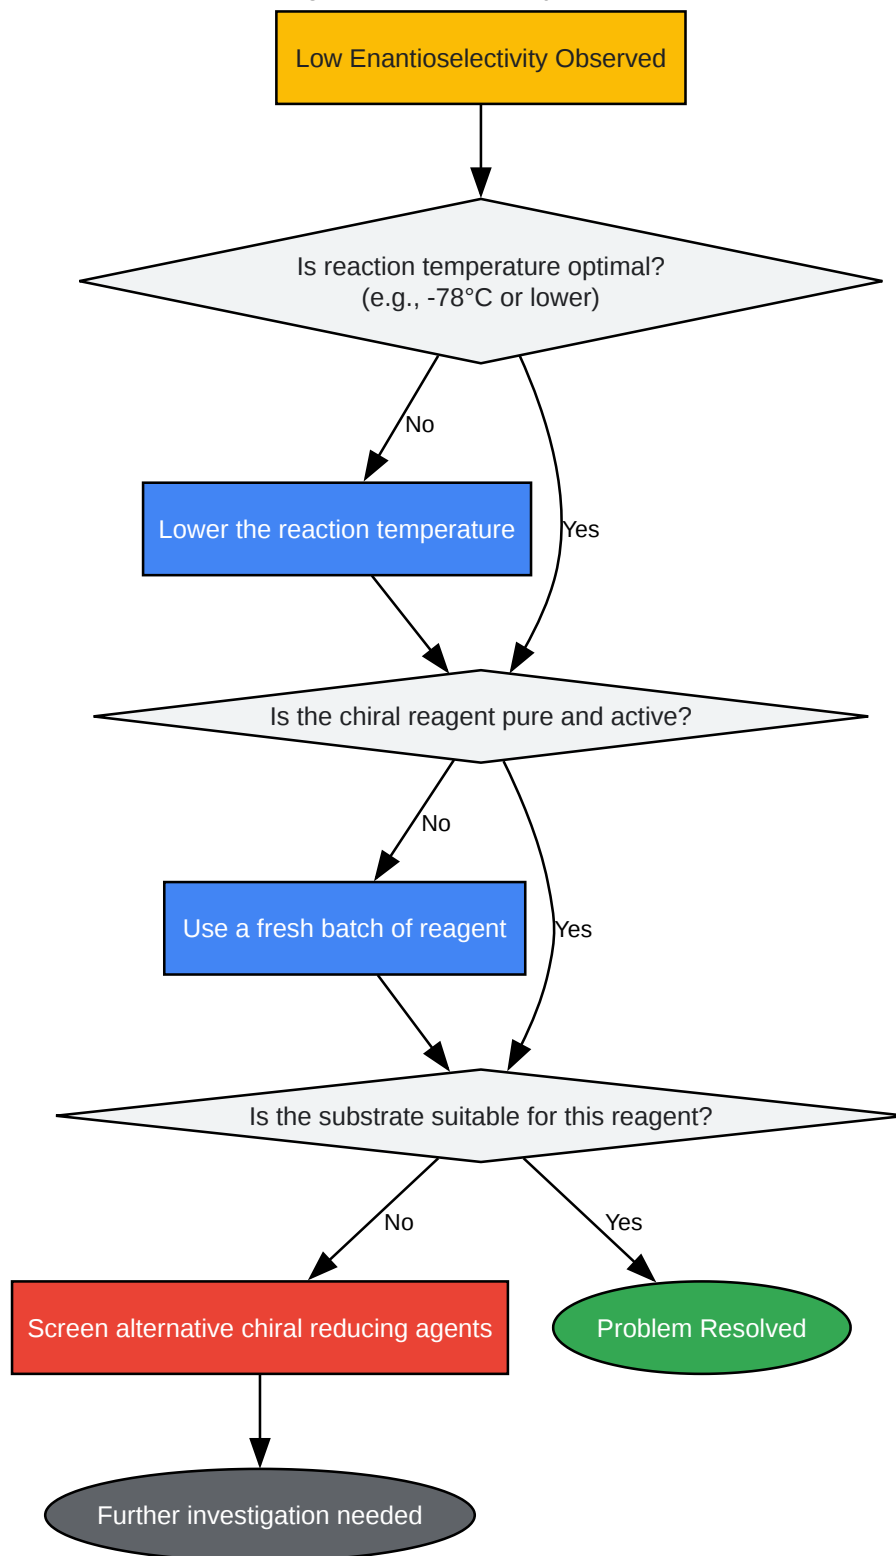 Low Enantioselectivity Observed
Is reaction temperature optimal?
(e.g., -78°C or lower)
No
Lower the reaction temperature
Yes
Is the chiral reagent pure and active?
No
Use a fresh batch of reagent
Yes
Is the substrate suitable for this reagent?
No
Yes
Screen alternative chiral reducing agents
Problem Resolved
Further investigation needed